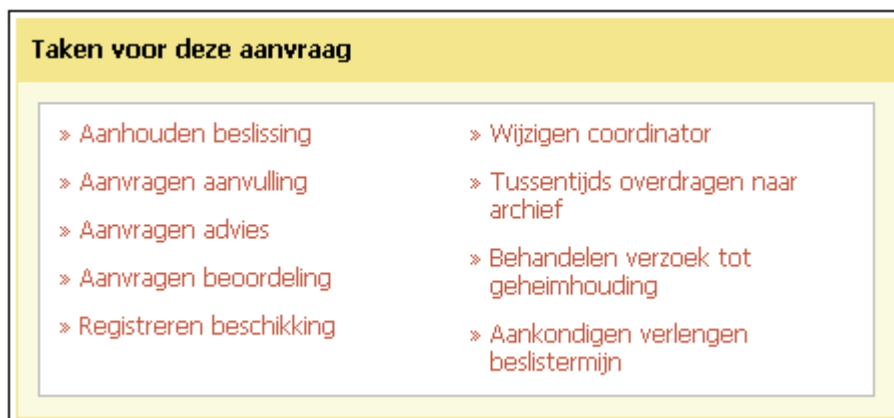 Taken voor deze aanvraag
» Aanhouden beslissing
» Aanvragen aanvulling
» Aanvragen advies
» Aanvragen beoordeling
» Registreren beschikking
» Wijzigen coordinator
» Tussentijds overdragen naar
archief
» Behandelen verzoek tot
geheimhouding
» Aankondigen verlengen
beslistermijn